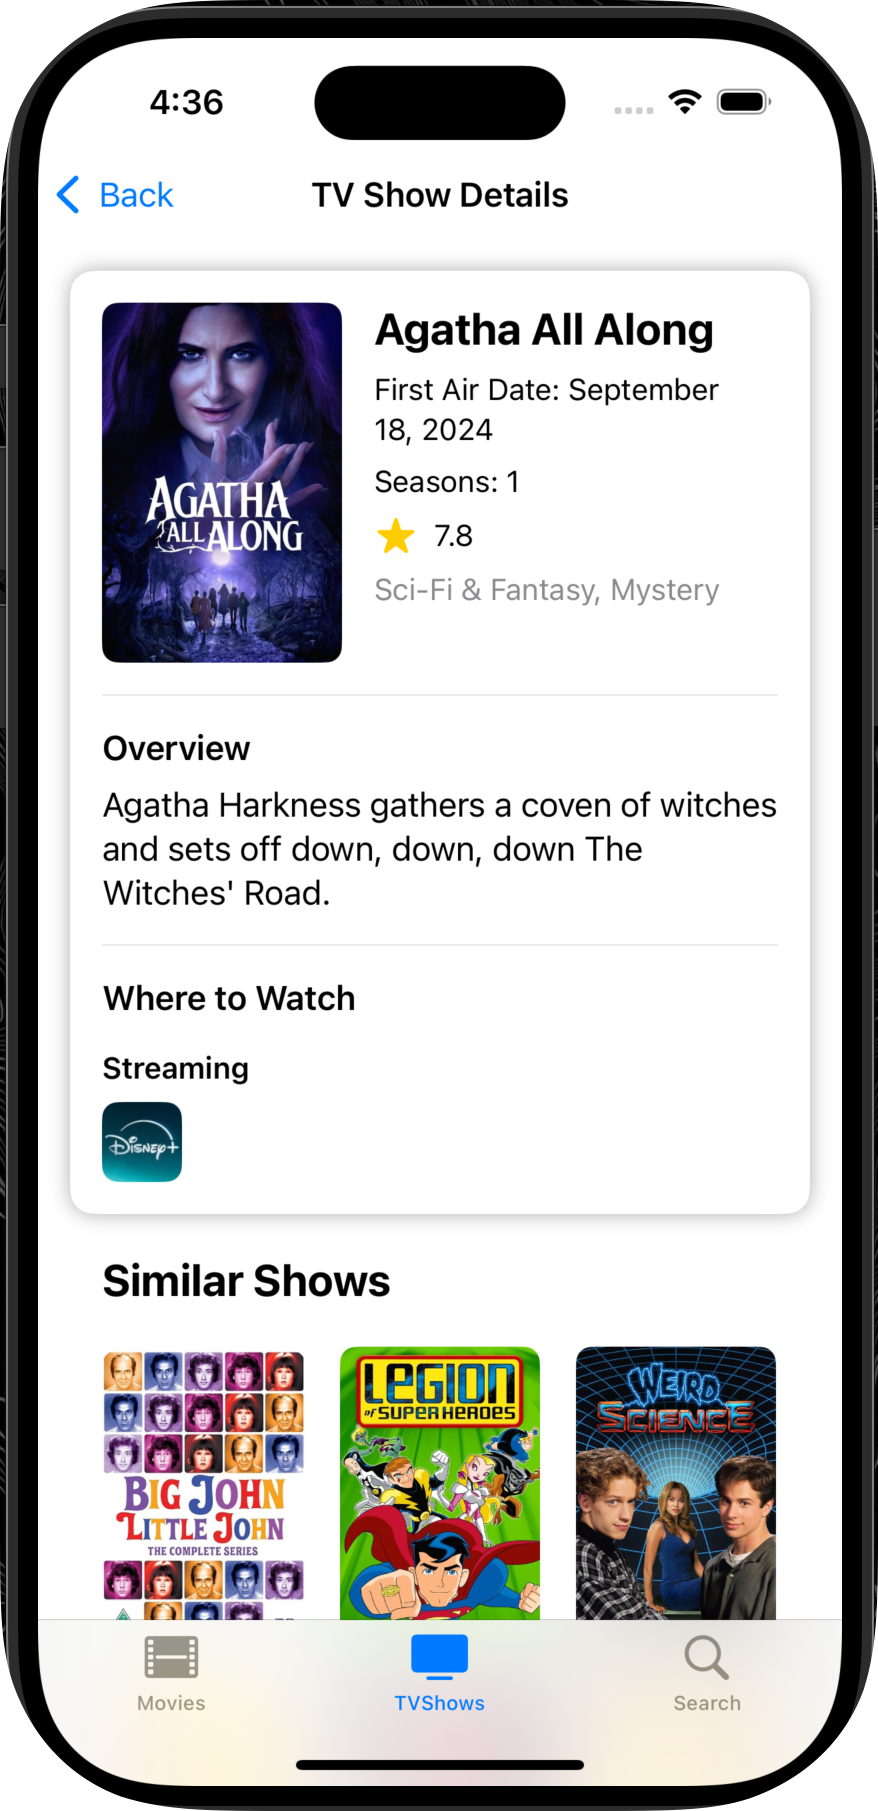 4:36
Back
TV Show Details
Agatha All Along
First Air Date: September
18, 2024
Seasons: 1
7.8
Sci-Fi & Fantasy, Mystery
AGATHA
ALL ALONG
Overview
Agatha Harkness gathers a coven of witches
and sets off down, down, down The
Witches' Road.
Where to Watch
Streaming
Disney+
Similar Shows
BIG JOHN
LITTLE JOHN
THE COMPLETE SERIES
LEGION
of SUPER HEROES
WEIRD
SCIENCE
Movies
TVShows
Search